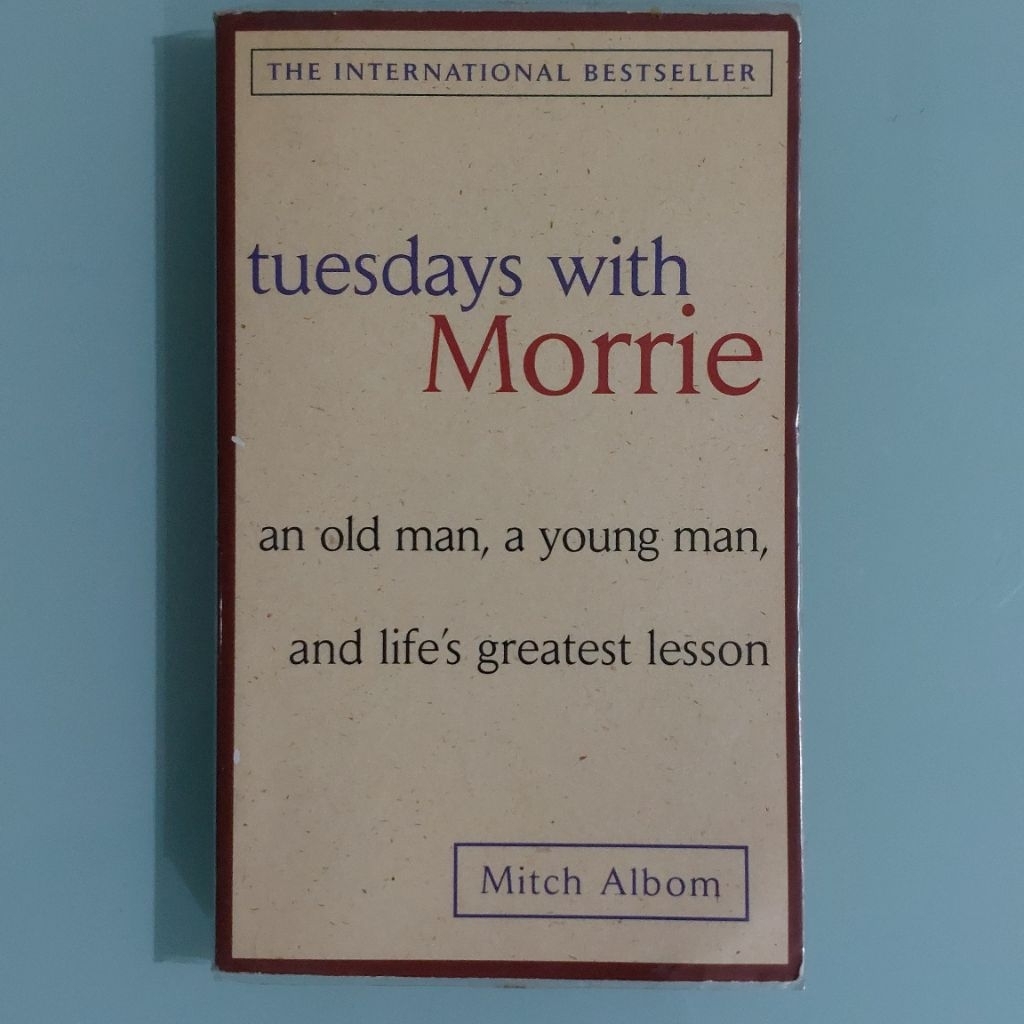 THE INTERNATIONAL BESTSELLER
tuesdays with
Morrie
an old man, a young man,
and life's greatest lesson
Mitch Albom